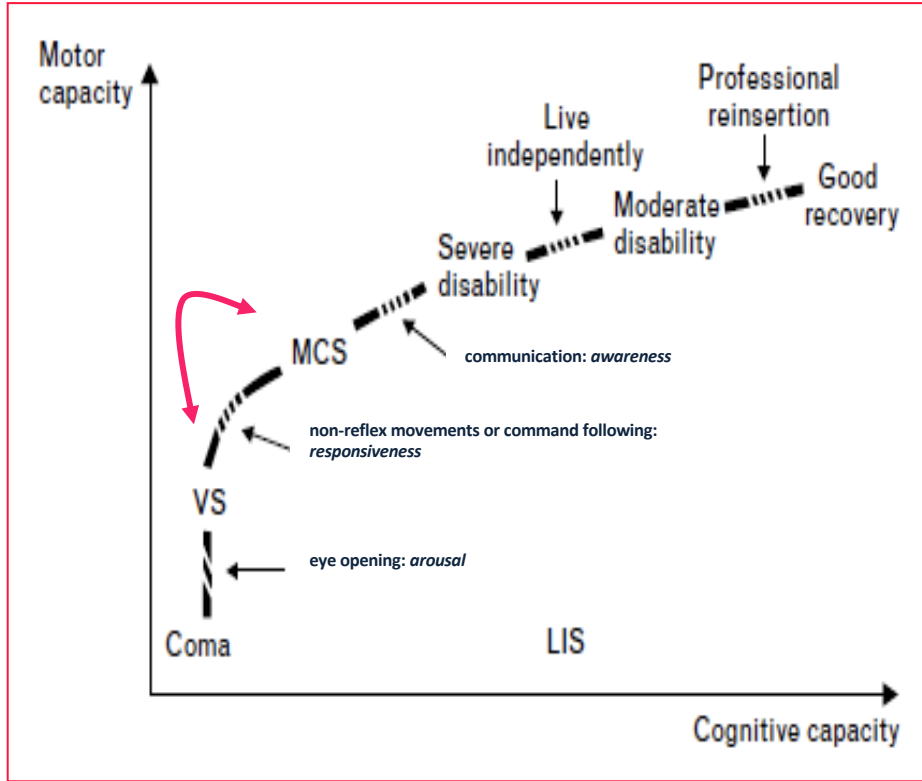 Motor
capacity
Professional
reinsertion
Live
independently
Good
recovery
Moderate
disability
Severe
disability
MCS
communication: awareness
non-reflex movements or command following:
responsiveness
VS
eye opening: arousal
Coma
LIS
Cognitive capacity